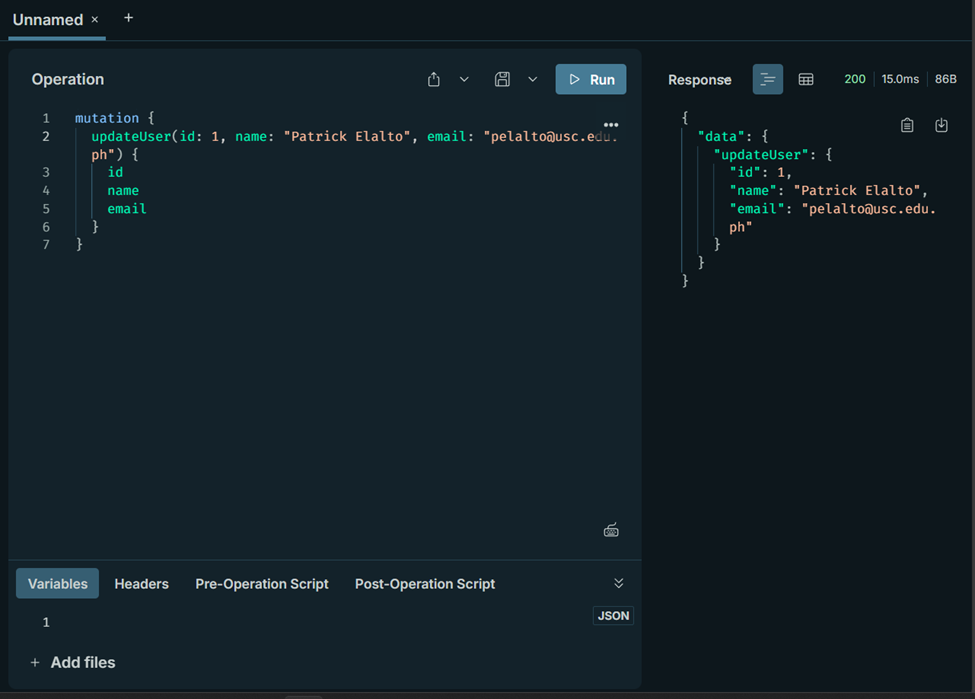 Unnamed × +
Operation
Run
1 mutation {
2 updateUser(id: 1, name: "Patrick Elalto", email: "pelalto@usc.edu.
ph") {
3 id
4 name
5 email
6 }
7 }
Variables Headers Pre-Operation Script Post-Operation Script
1
JSON
+ Add files
Response 200 15.0ms 86B
{
"data": {
"updateUser": {
"id": 1,
"name": "Patrick Elalto",
"email": "pelalto@usc.edu.
ph"
}
}
}